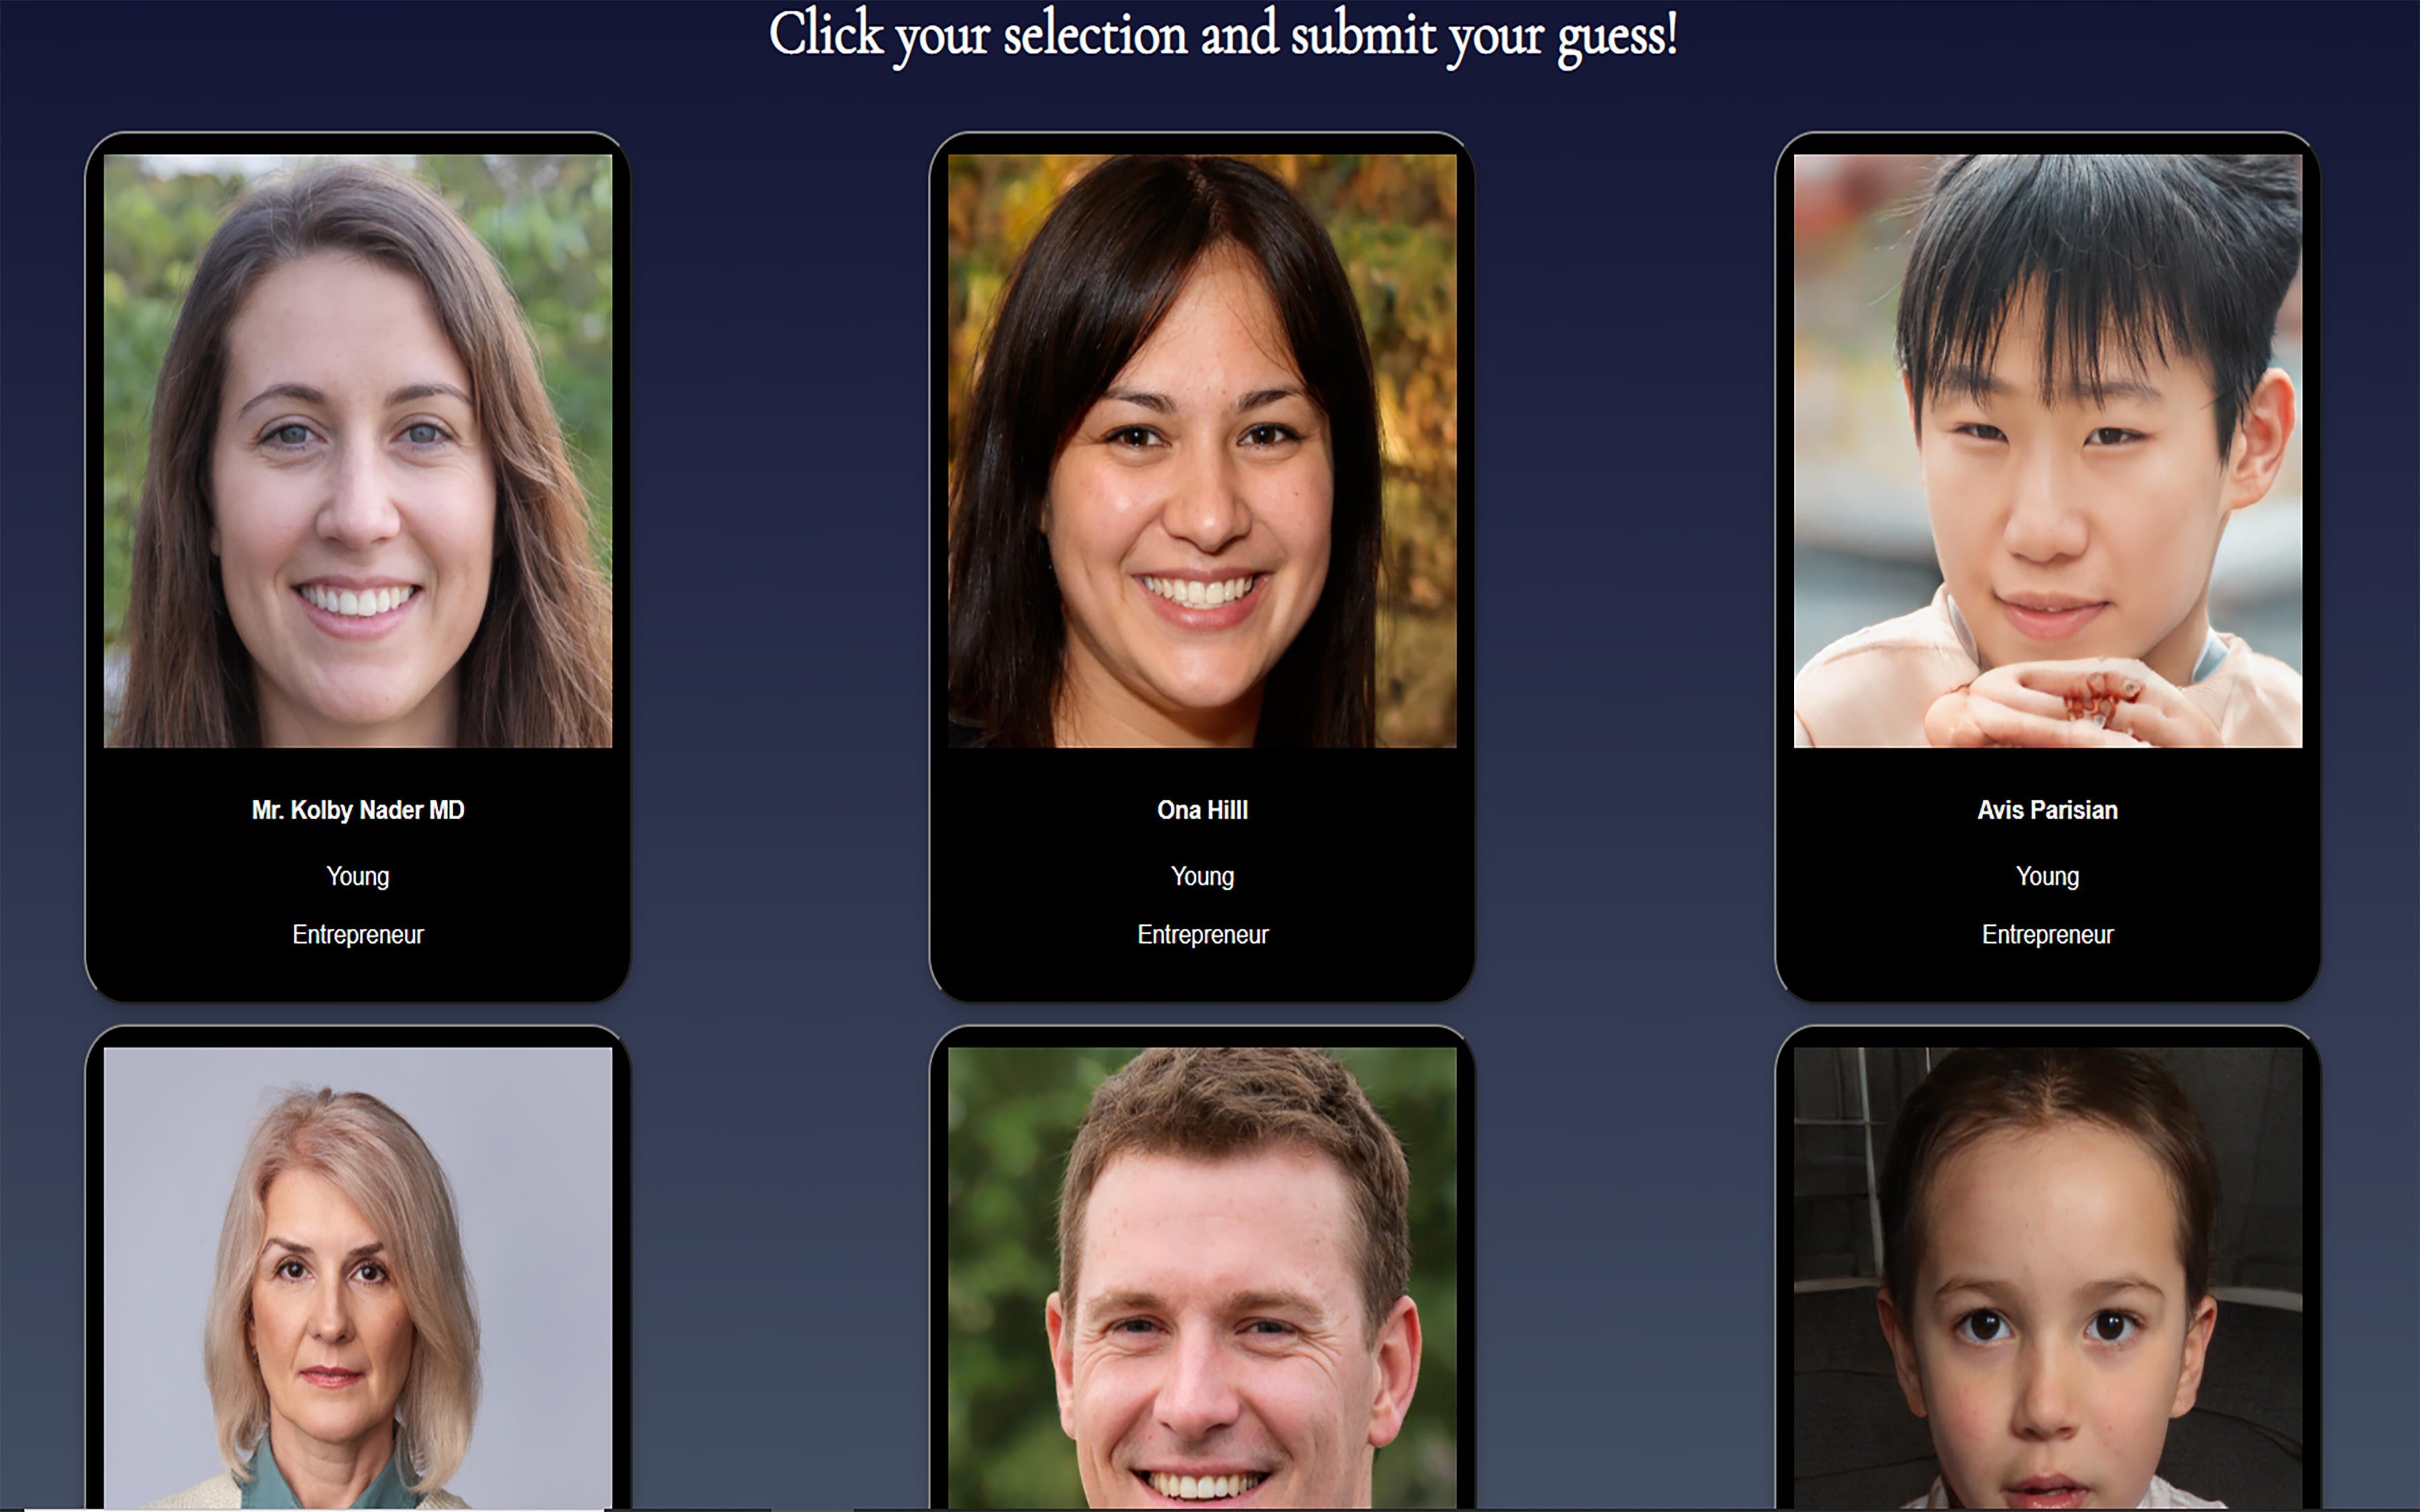 Click your selection and submit your guess!
Mr. Kolby Nader MD
Young
Entrepreneur
Ona Hilll
Young
Entrepreneur
Avis Parisian
Young
Entrepreneur